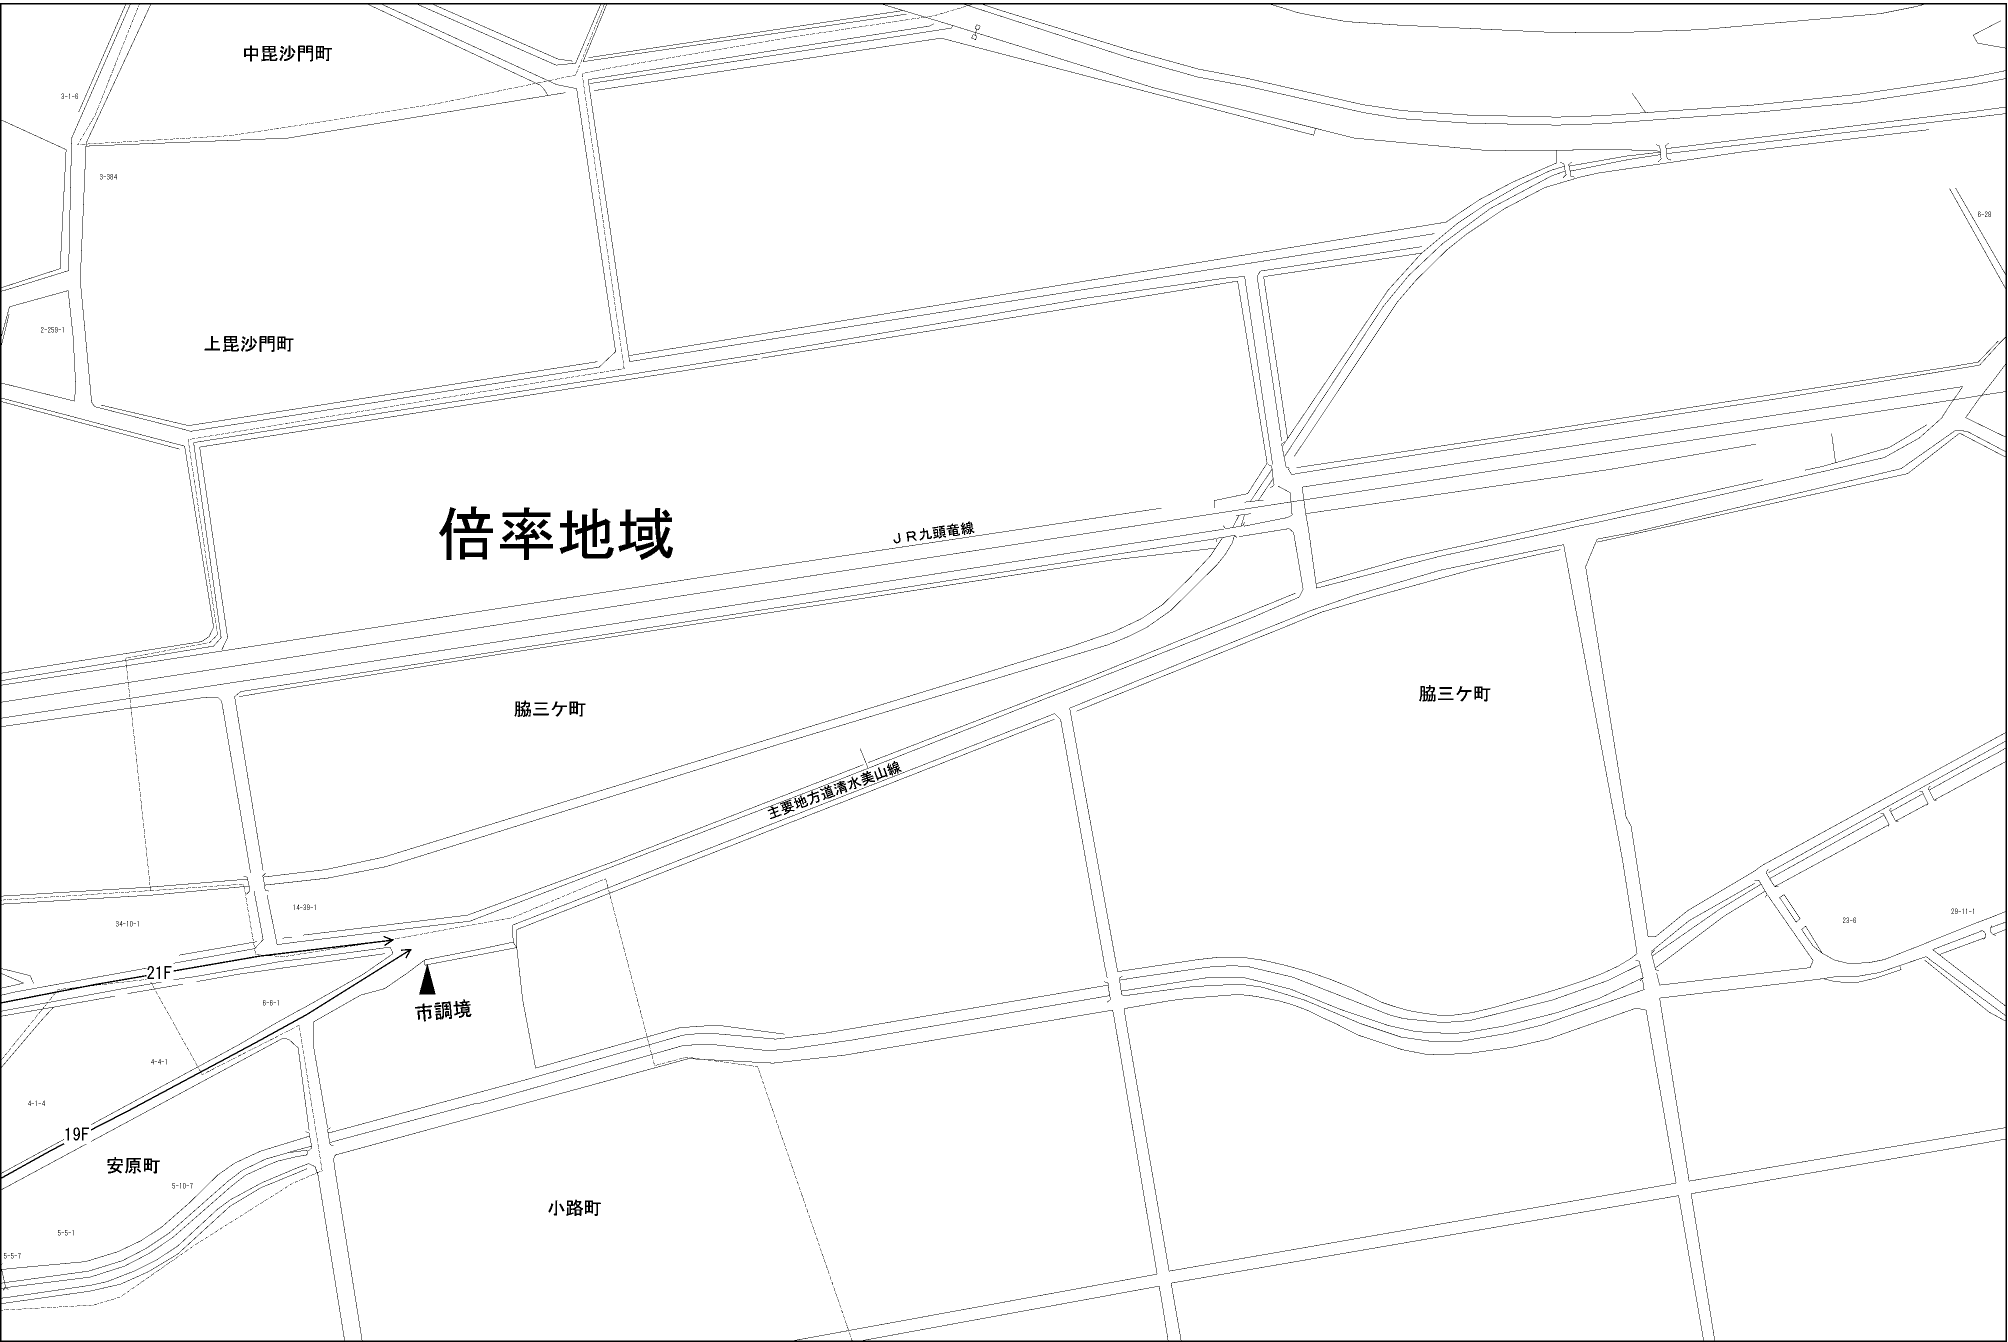 中毘沙門町
3-1-6
3-384
6-28
2-259-1
上毘沙門町
倍率地域
ＪＲ九頭竜線
脇三ケ町
脇三ケ町
主要地方道清水美山線
14-39-1
34-10-1
23-6
29-11-1
21F
6-6-1
市調境
4-4-1
4-1-4
19F
安原町
5-10-7
小路町
5-5-1
5-5-7